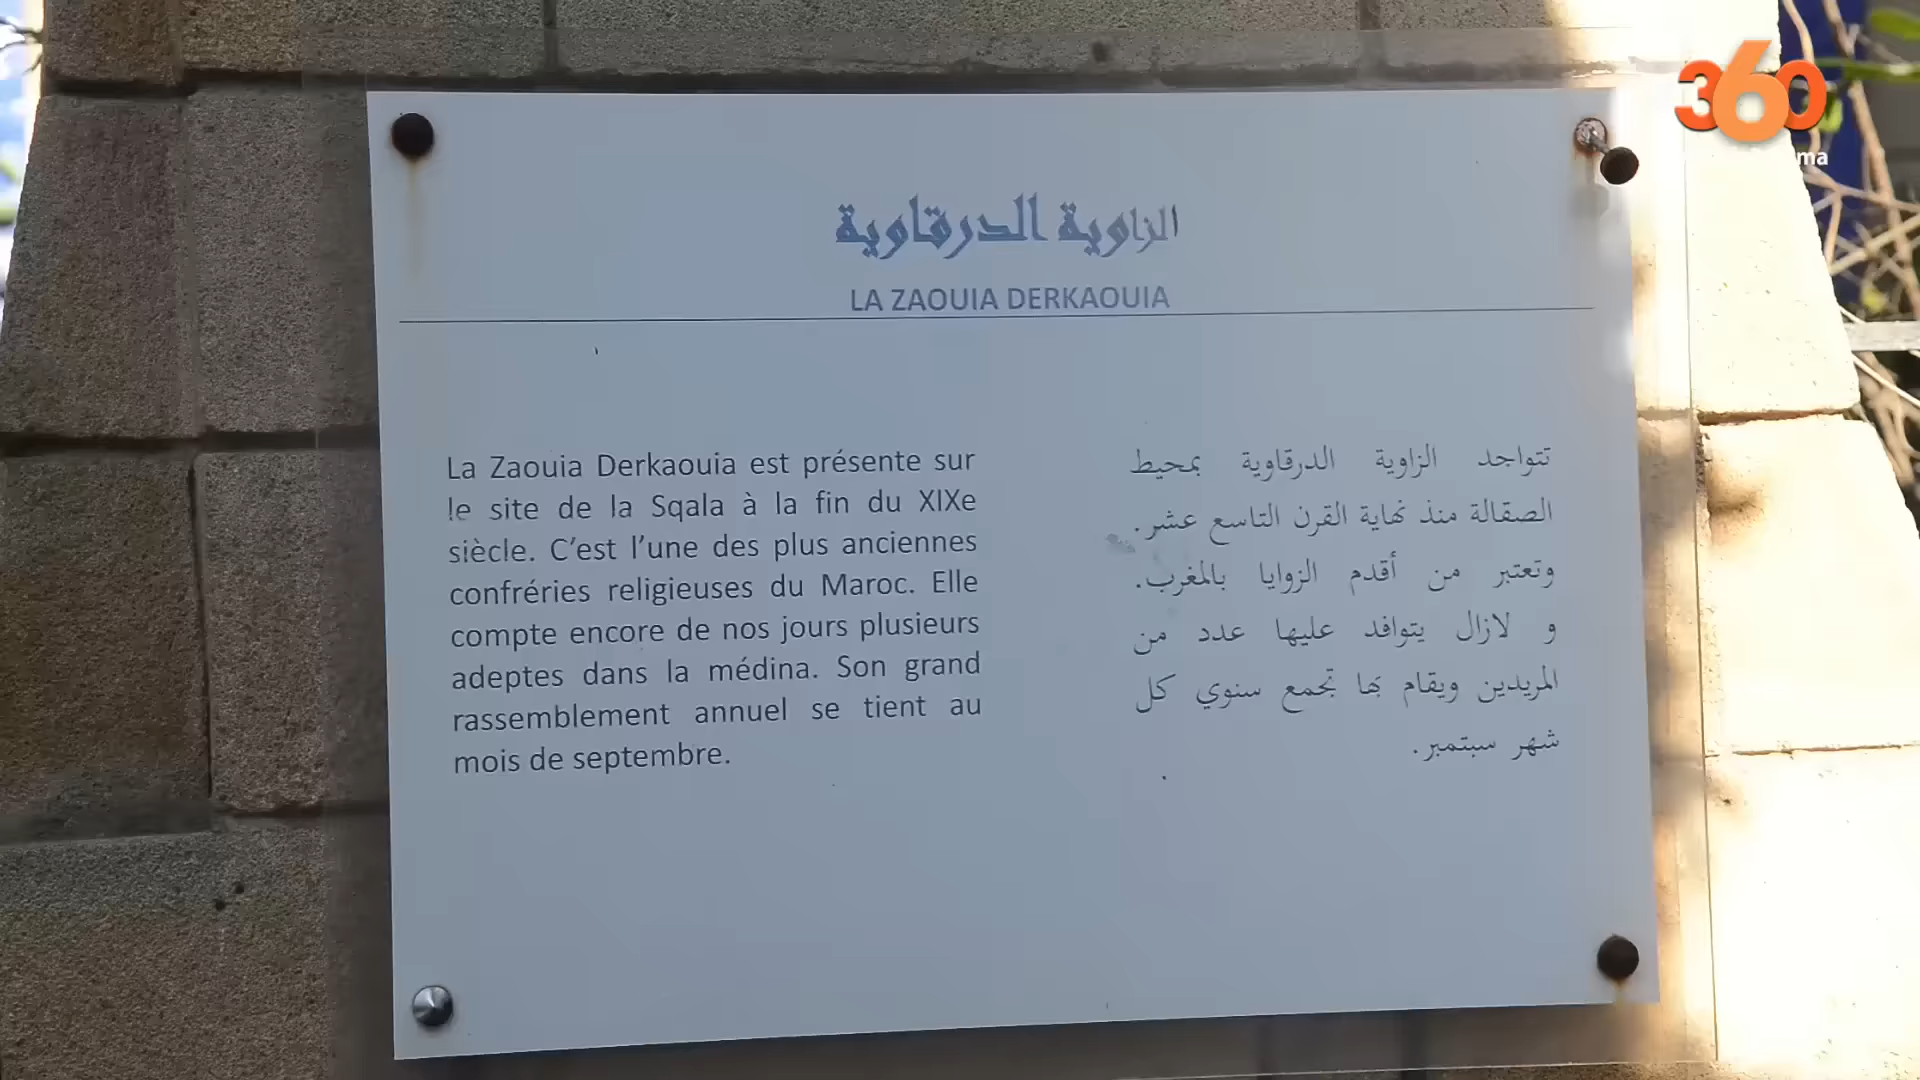 360
ma
الزاوية الدرقاوية
LA ZAOUIA DERKAOUIA
La Zaouia Derkaouia est présente sur
le site de la Sqala à la fin du XIXe
siècle. C’est l’une des plus anciennes
confréries religieuses du Maroc. Elle
compte encore de nos jours plusieurs
adeptes dans la médina. Son grand
rassemblement annuel se tient au
mois de septembre.
تتواجد الزاوية الدرقاوية بمحيط
الصقالة منذ نهاية القرن التاسع عشر.
وتعتبر من أقدم الزوايا بالمغرب.
و لازال يتوافد عليها عدد من
المريدين ويقام بها تجمع سنوي كل
شهر سبتمبر.